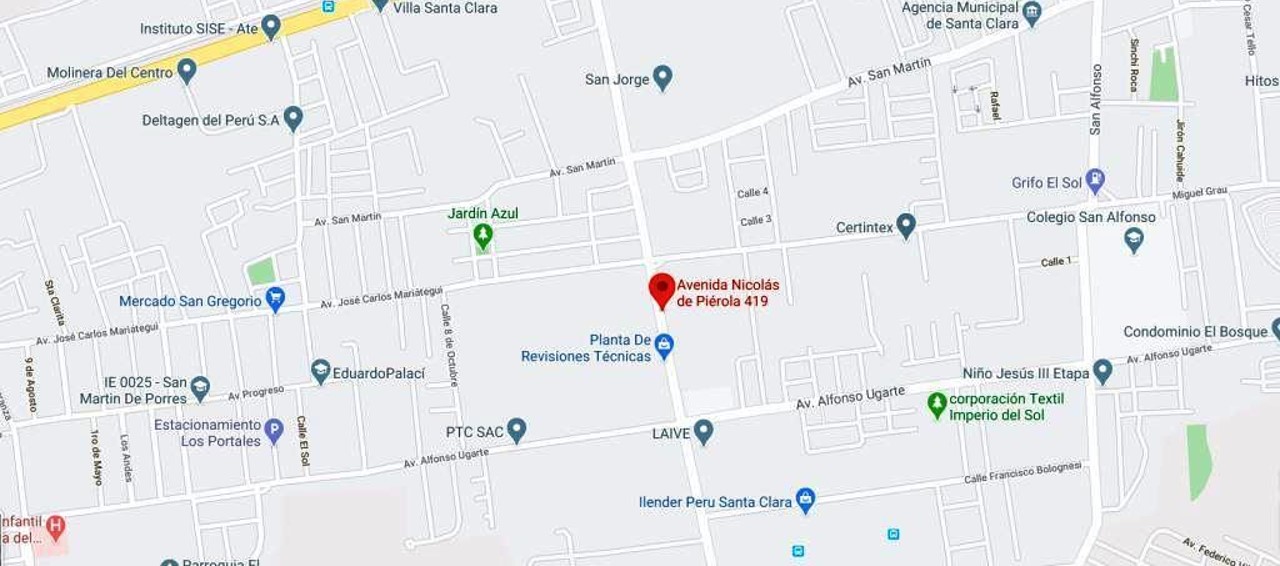 Villa Santa Clara
Instituto SISE - Ate
Agencia Municipal
de Santa Clara
César Tello
Molinera Del Centro
San Jorge
Av. San Martín
Sinchi Roca
Hitos
Rafael
San Alfonso
Deltagen del Perú S.A
Jirón Cahuide
Av. San Martín
Grifo El Sol
Miguel Grau
Calle 4
Jardín Azul
Av. San Martín
Calle 3
Certintex
Colegio San Alfonso
Calle 1
Sta Clarita
Mercado San Gregorio
Av. José Carlos Mariátegui
Avenida Nicolás
de Piérola 419
Av. José Carlos Mariátegui
Calle 8 de Octubre
Planta De
Revisiones Técnicas
Condominio El Bosque
Av. Alfonso Ugarte
9 de Agosto
IE 0025 - San
Martin De Porres
EduardoPalací
Av Progreso
Niño Jesús III Etapa
Av. Alfonso Ugarte
corporación Textil
Imperio del Sol
Estacionamiento
Los Portales
P
Calle El Sol
PTC SAC
LAIVE
1ro de Mayo
Los Andes
Av. Alfonso Ugarte
Calle Francisco Bolognesi
Ilender Peru Santa Clara
nfantil
a del...
H
Av. Federico
Parroquia El